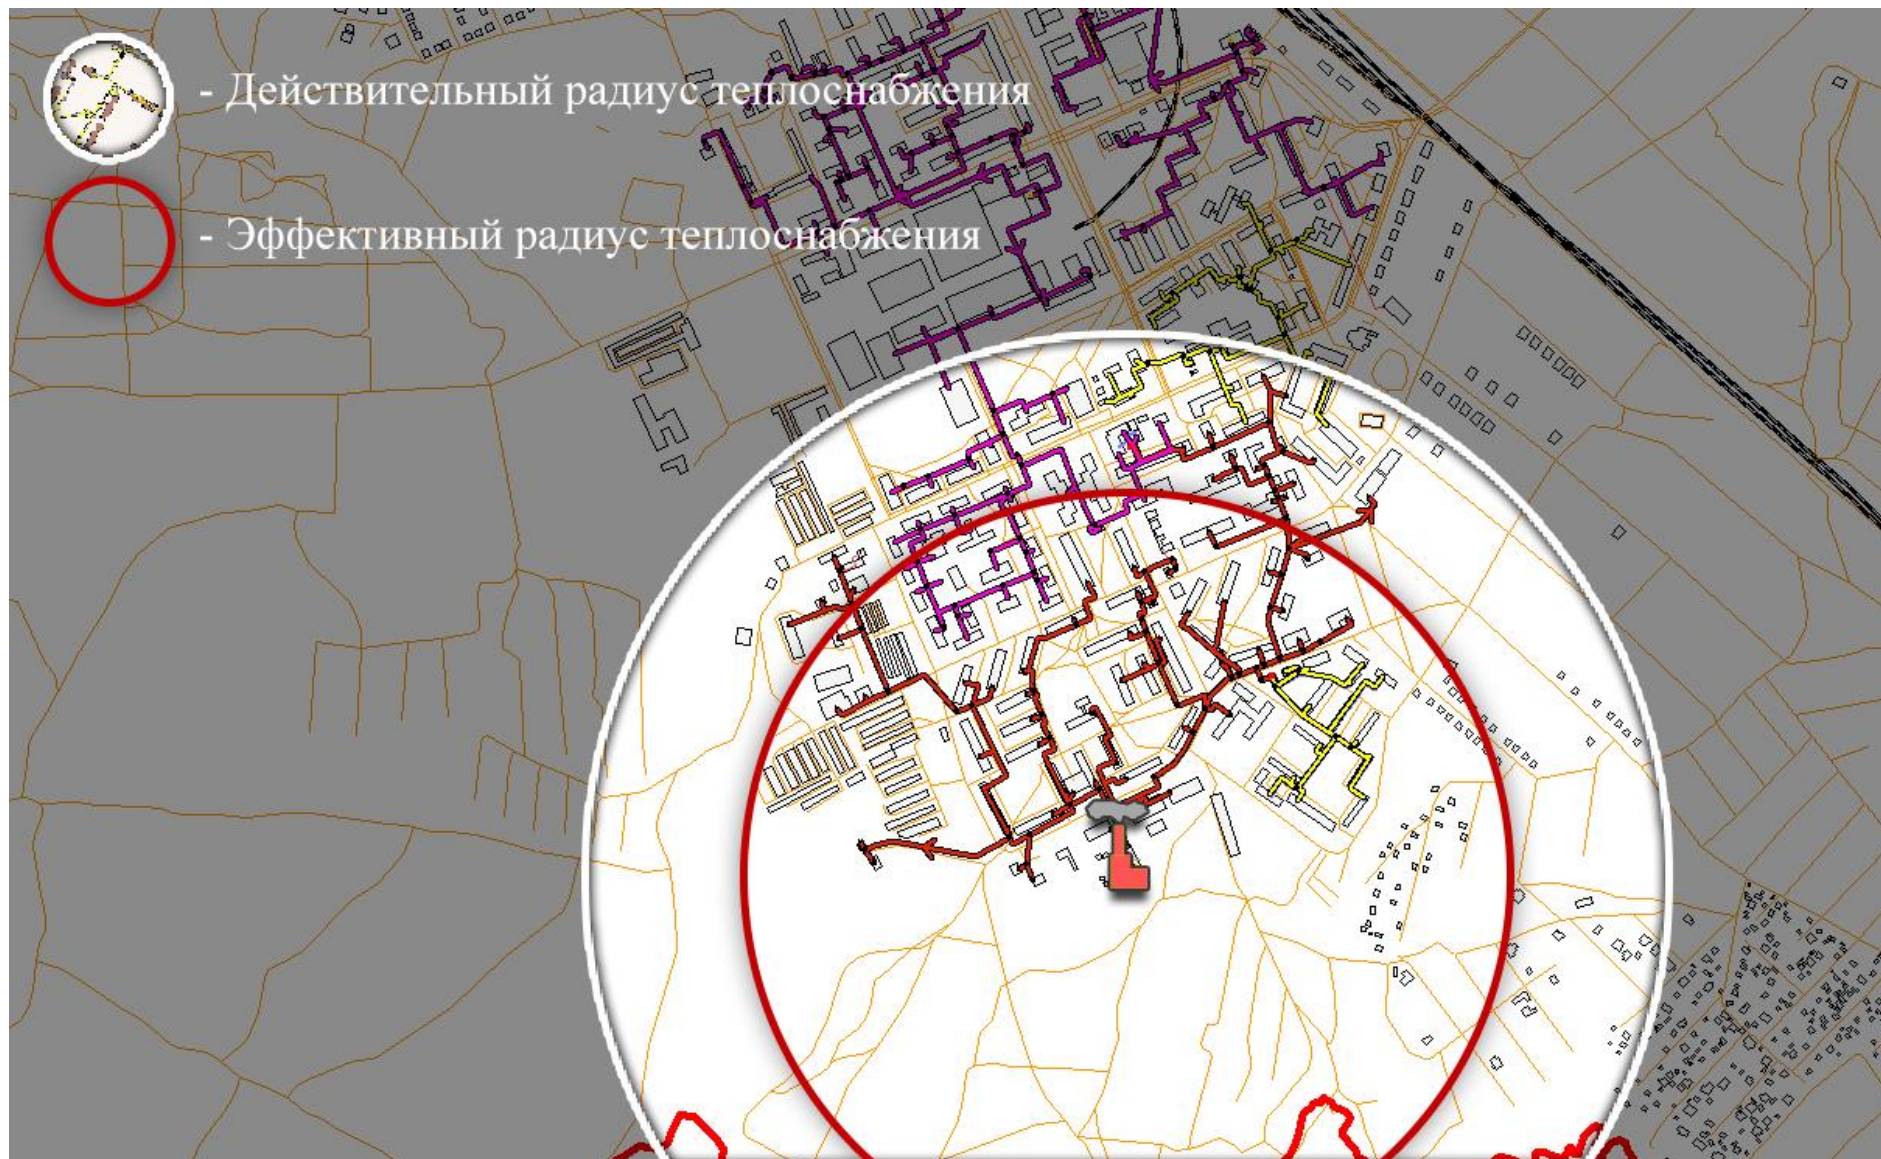 - Действительный радиус теплоснабжения
- Эффективный радиус теплоснабжения